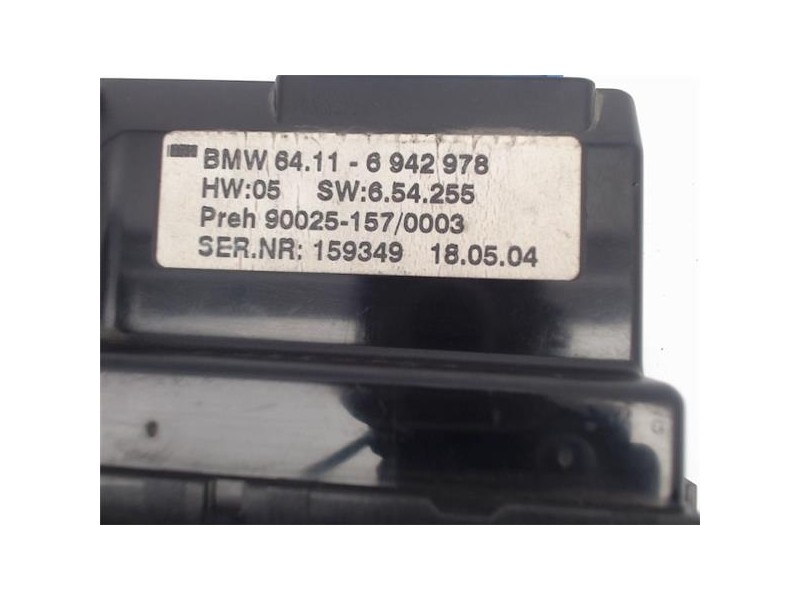 BMW 64.11 - 6 942 978
HW:05 SW:6.54.255
Preh 90025-157/0003
SER.NR: 159349 18.05.04
G